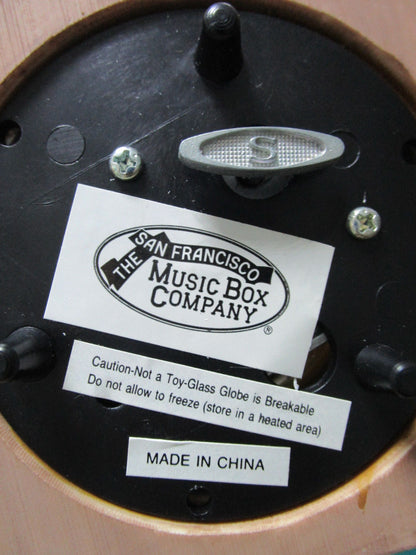 S
THE SAN FRANCISCO
MUSIC BOX
COMPANY
®
Caution-Not a Toy-Glass Globe is Breakable
Do not allow to freeze (store in a heated area)
MADE IN CHINA